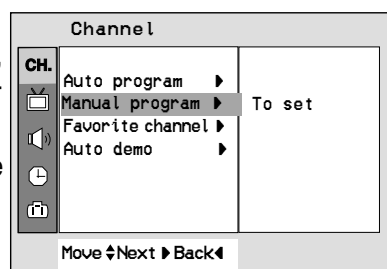 Channel
CH.
Auto program ▶
Manual program ▶ To set
Favorite channel ▶
Auto demo ▶
Move ▲▼ Next ▶ Back ◀